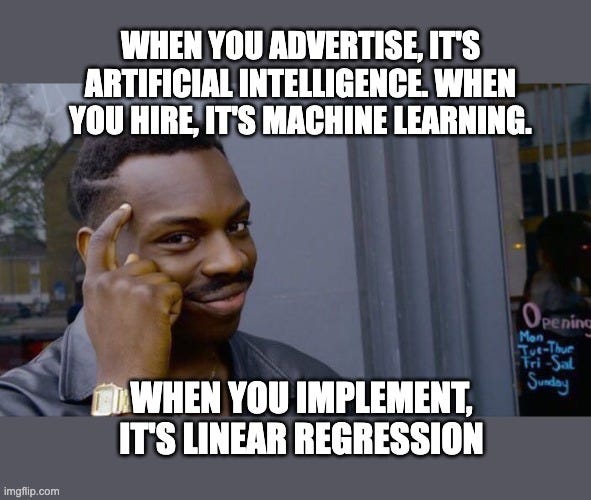 WHEN YOU ADVERTISE, IT'S
ARTIFICIAL INTELLIGENCE. WHEN
YOU HIRE, IT'S MACHINE LEARNING.
Opening
Mon
Tue-Thur
Fri-Sat
Sunday
WHEN YOU IMPLEMENT,
IT'S LINEAR REGRESSION
imgflip.com